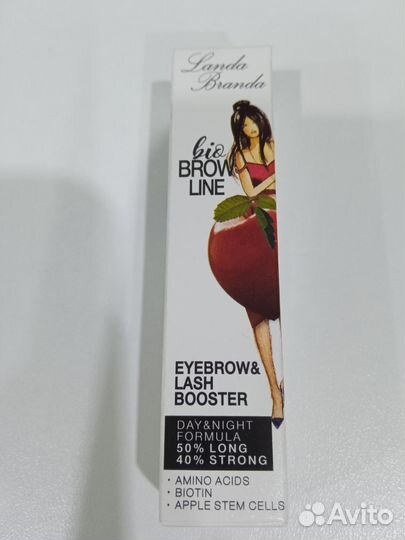 Landa
Branda
bio
BROW
LINE
EYEBROW&
LASH
BOOSTER
DAY&NIGHT
FORMULA
50% LONG
40% STRONG
· AMINO ACIDS
· BIOTIN
· APPLE STEM CELLS
Avito